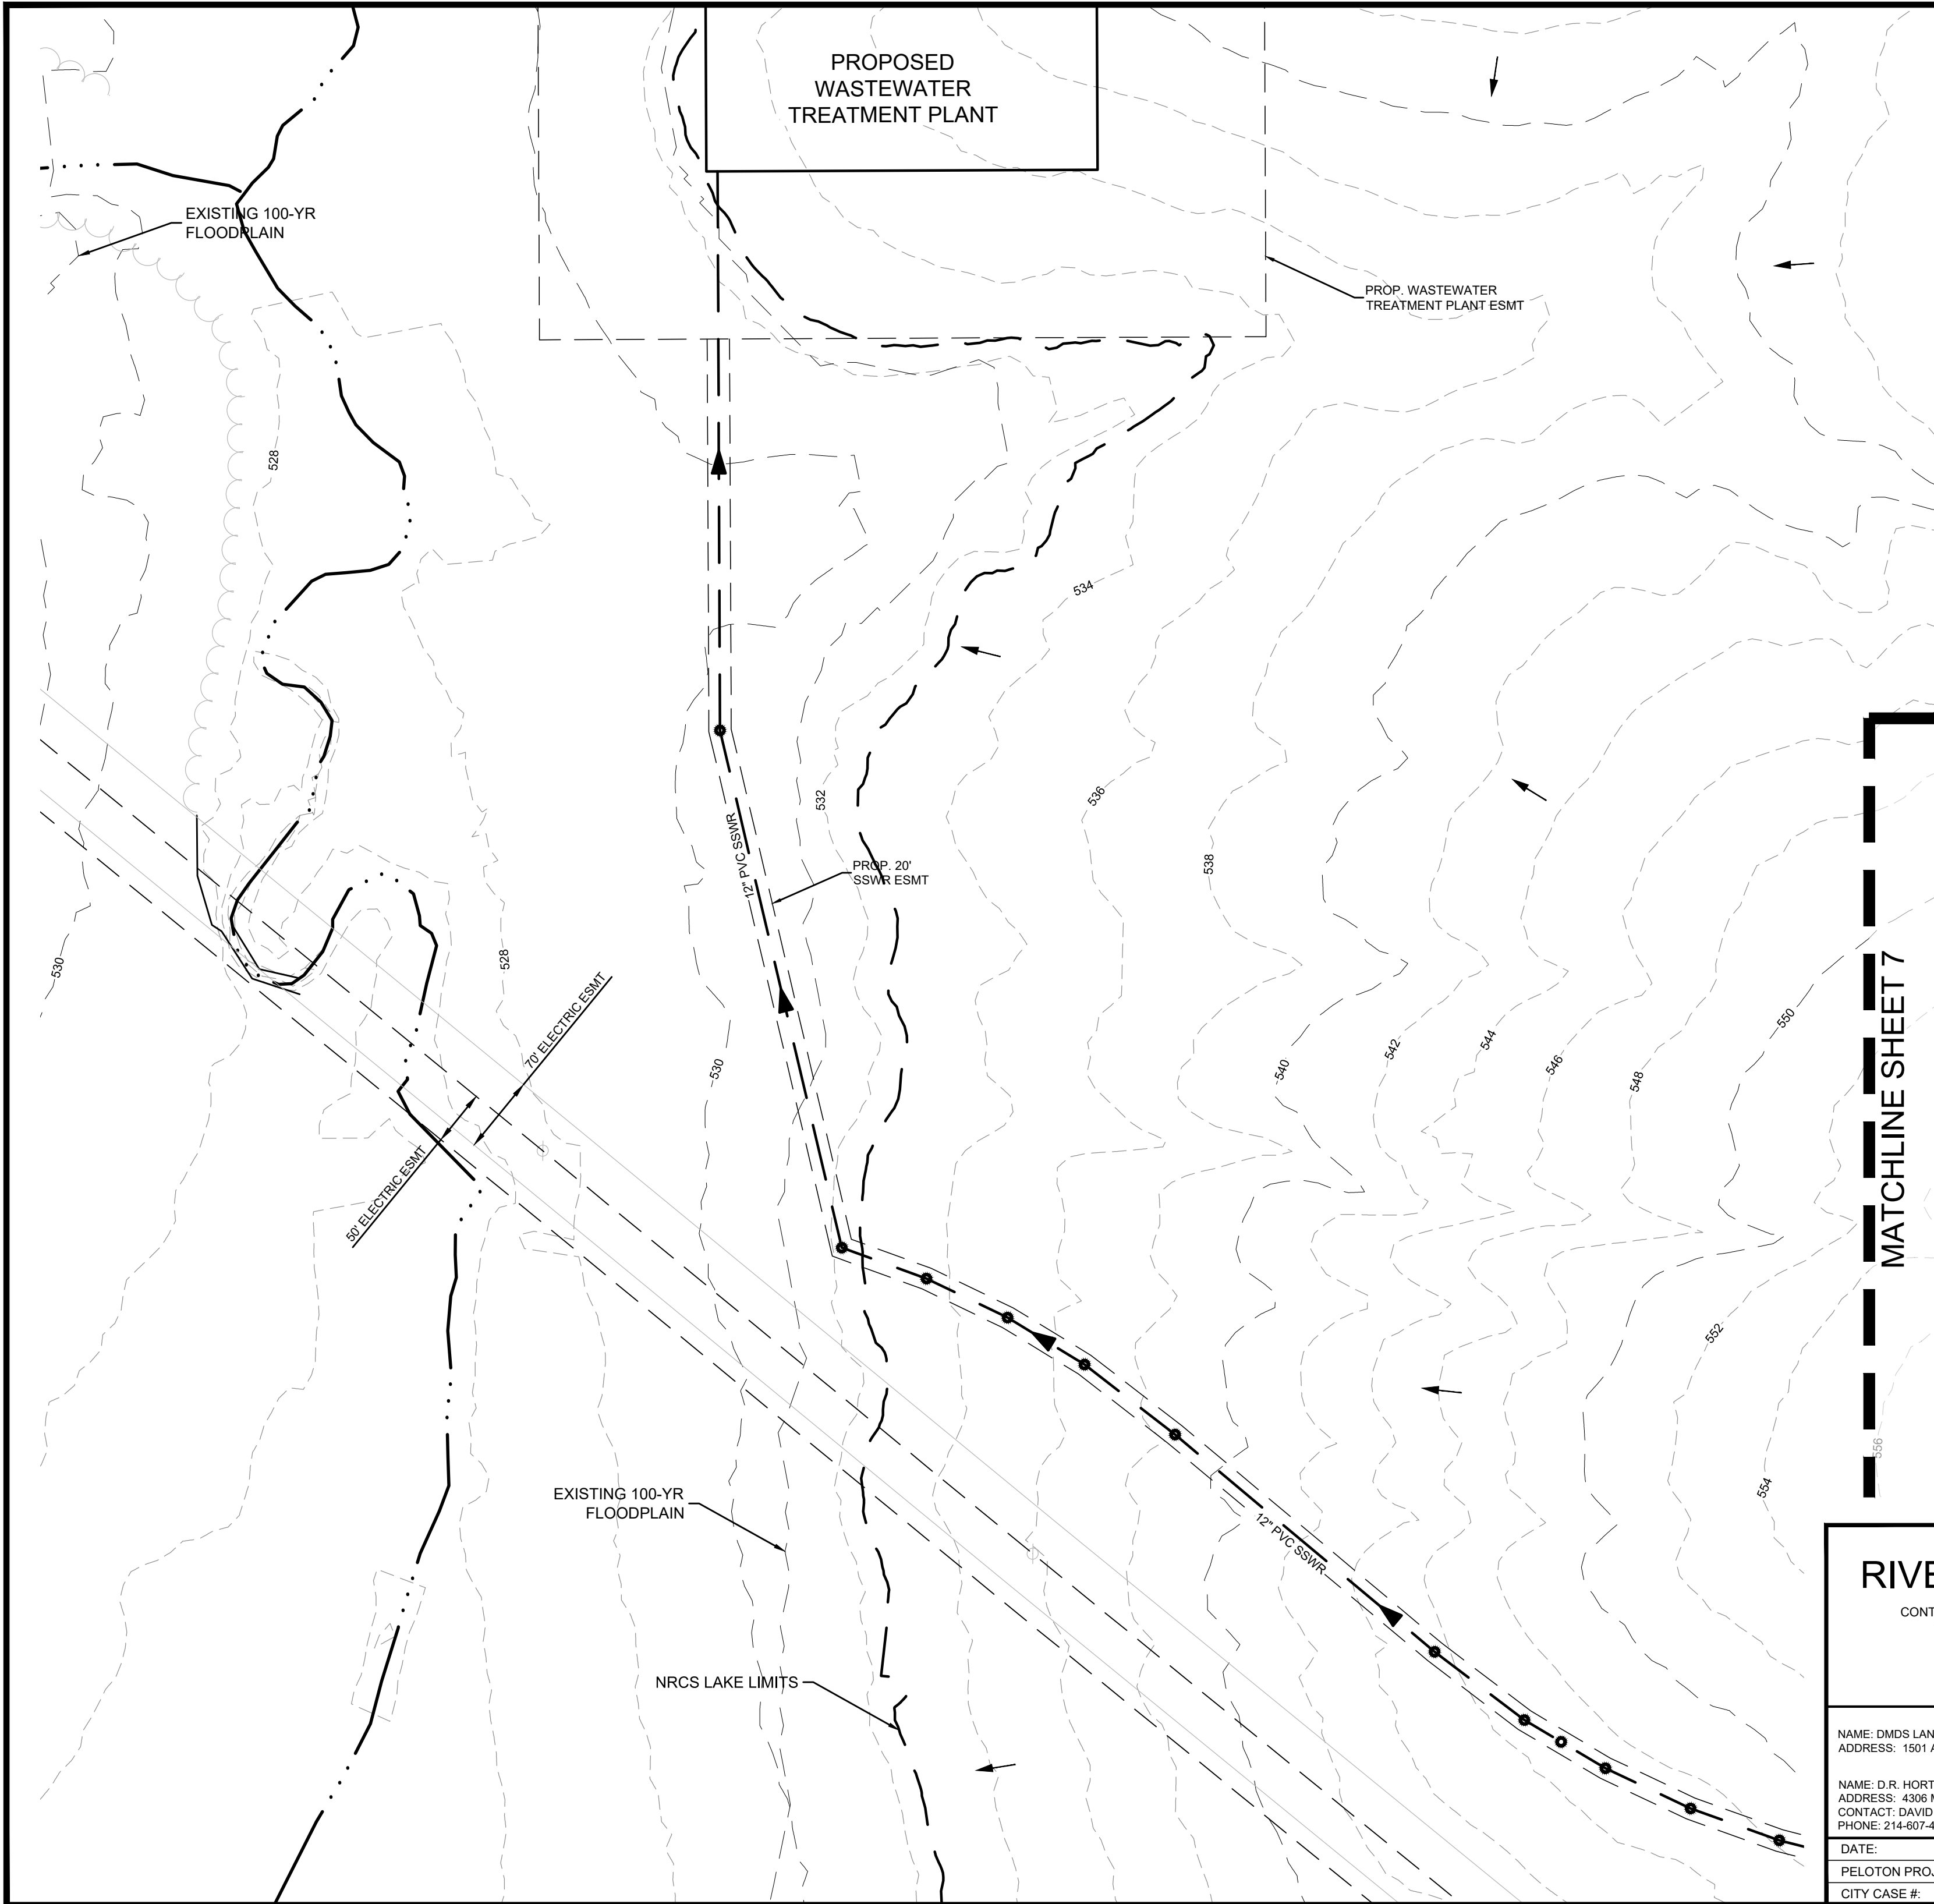 PROPOSED
WASTEWATER
TREATMENT PLANT
EXISTING 100-YR
FLOODPLAIN
PROP. WASTEWATER
TREATMENT PLANT ESMT
528
534
532
536
538
12" PVC SSWR
PROP. 20'
SSWR ESMT
530
528
70' ELECTRIC ESMT
50' ELECTRIC ESMT
530
540
542
544
546
548
550
MATCHLINE SHEET 7
552
554
556
EXISTING 100-YR
FLOODPLAIN
12" PVC SSWR
NRCS LAKE LIMITS
RIVE
CONT
NAME: DMDS LAN
ADDRESS: 1501 A
NAME: D.R. HORT
ADDRESS: 4306 M
CONTACT: DAVID
PHONE: 214-607-4
DATE:
PELOTON PROJ
CITY CASE #: